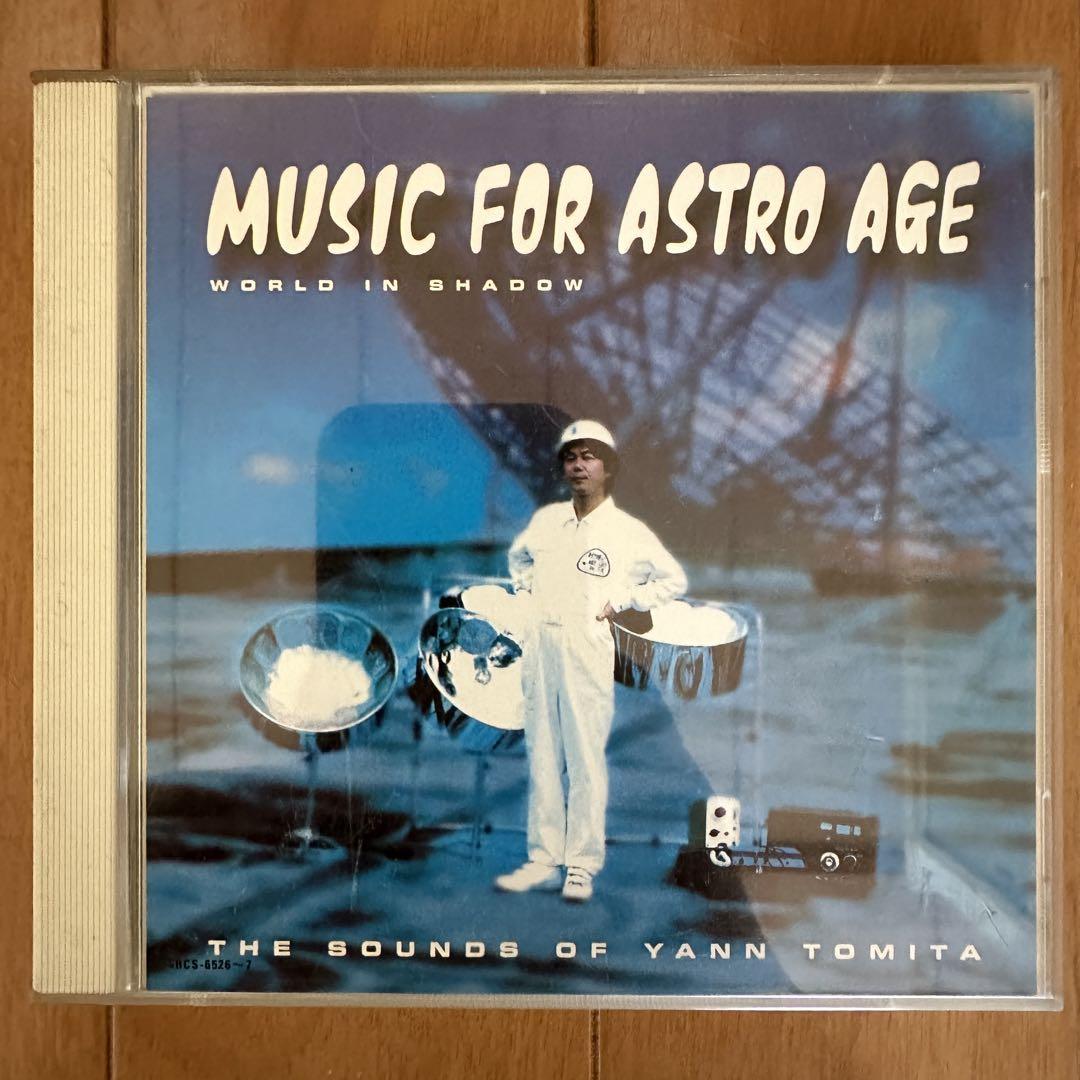 MUSIC FOR ASTRO AGE
WORLD IN SHADOW
THE SOUNDS OF YANN TOMITA